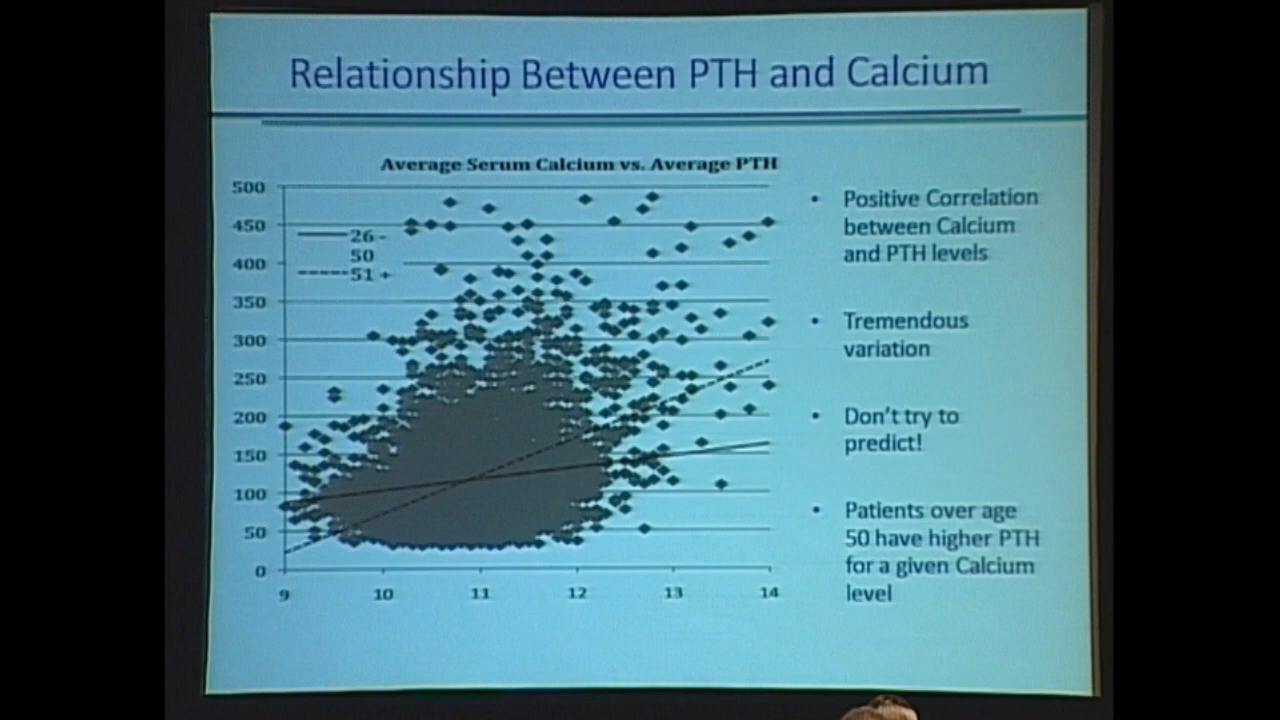 Relationship Between PTH and Calcium
Average Serum Calcium vs. Average PTH
500
450
400
350
300
250
200
150
100
50
0
26 -
50
51 +
9 10 11 12 13 14
• Positive Correlation
between Calcium
and PTH levels
• Tremendous
variation
• Don't try to
predict!
• Patients over age
50 have higher PTH
for a given Calcium
level